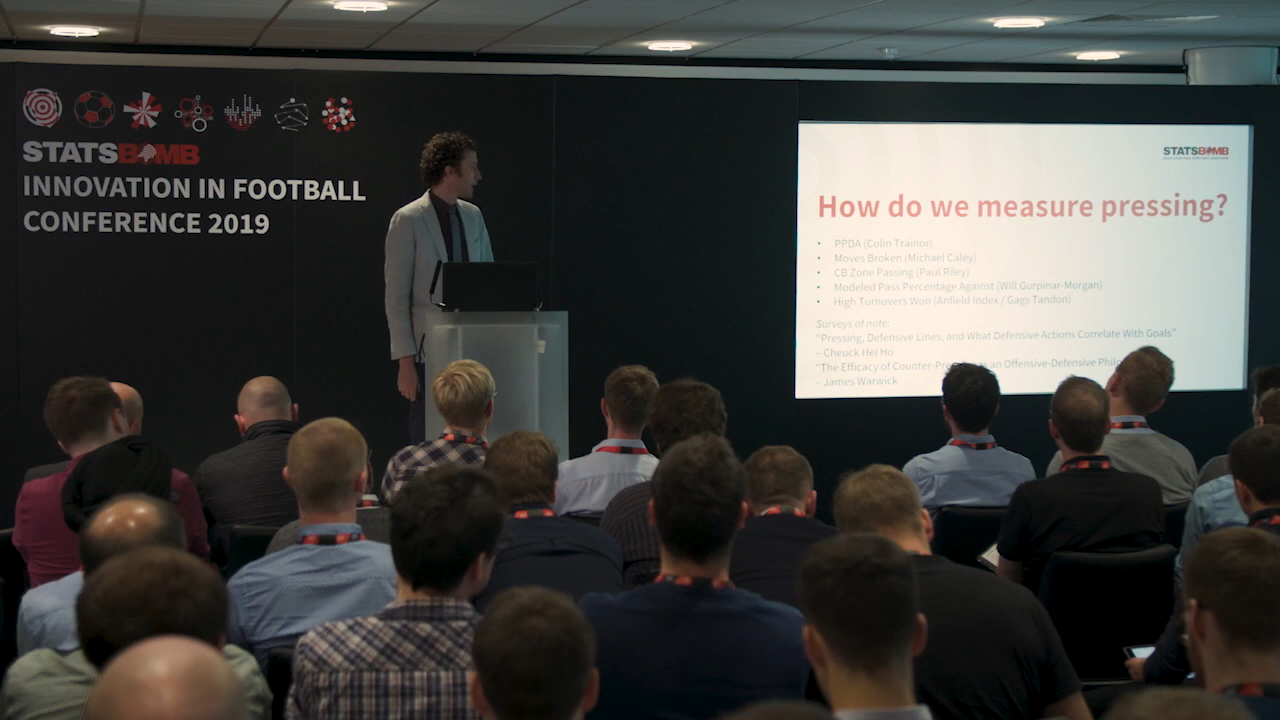 STATSBOMB
INNOVATION IN FOOTBALL
CONFERENCE 2019
STATSBOMB
How do we measure pressing?
• PPDA (Colin Trainor)
• Moves Broken (Michael Caley)
• CB Zone Passing (Paul Riley)
• Modeled Pass Percentage Against (Will Gurpinar-Morgan)
• High Turnovers Won (Anfield Index / Gags Tandon)
Surveys of note:
“Pressing, Defensive Lines, and What Defensive Actions Correlate With Goals”
– Cheuck Hei Ho
“The Efficacy of Counter- an Offensive-Defensive
– James Warwick